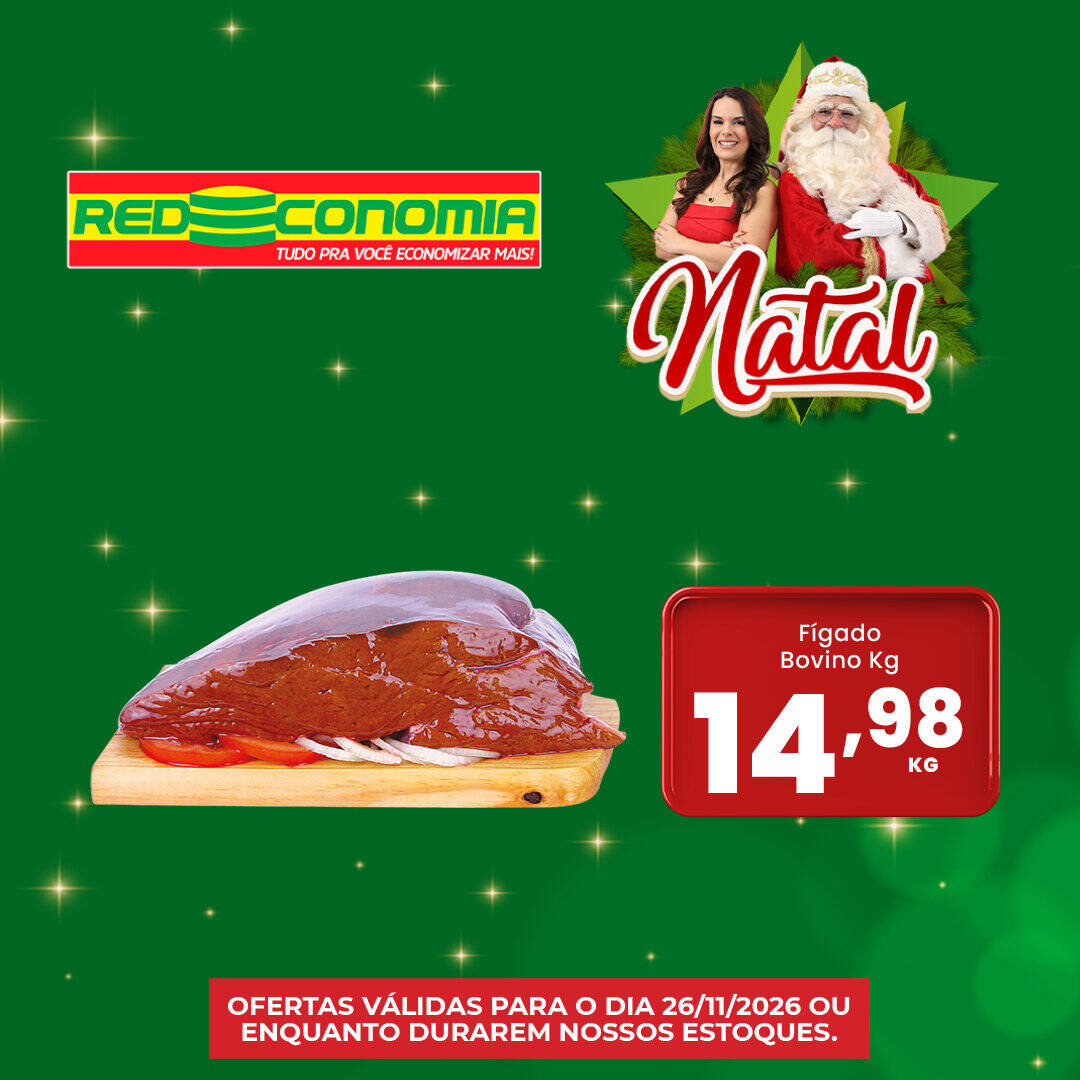 REDECONOMIA
TUDO PRA VOCÊ ECONOMIZAR MAIS!
Natal
Fígado
Bovino Kg
14,98
KG
OFERTAS VÁLIDAS PARA O DIA 26/11/2026 OU
ENQUANTO DURAREM NOSSOS ESTOQUES.